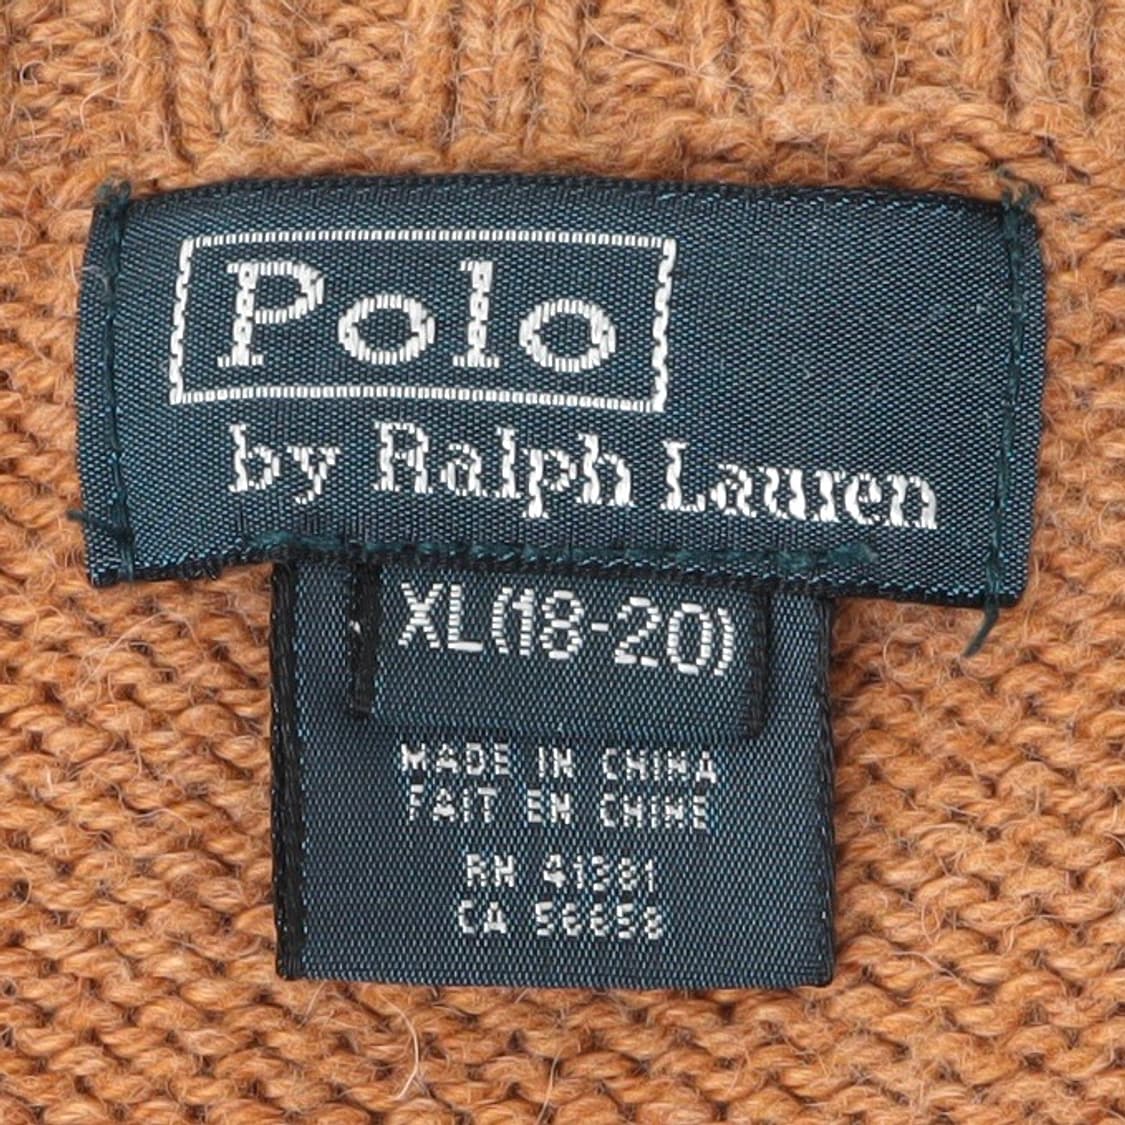 Polo
by Ralph Lauren
XL(18-20)
MADE IN CHINA
FAIT EN CHINE
RN 41381
CA 56658